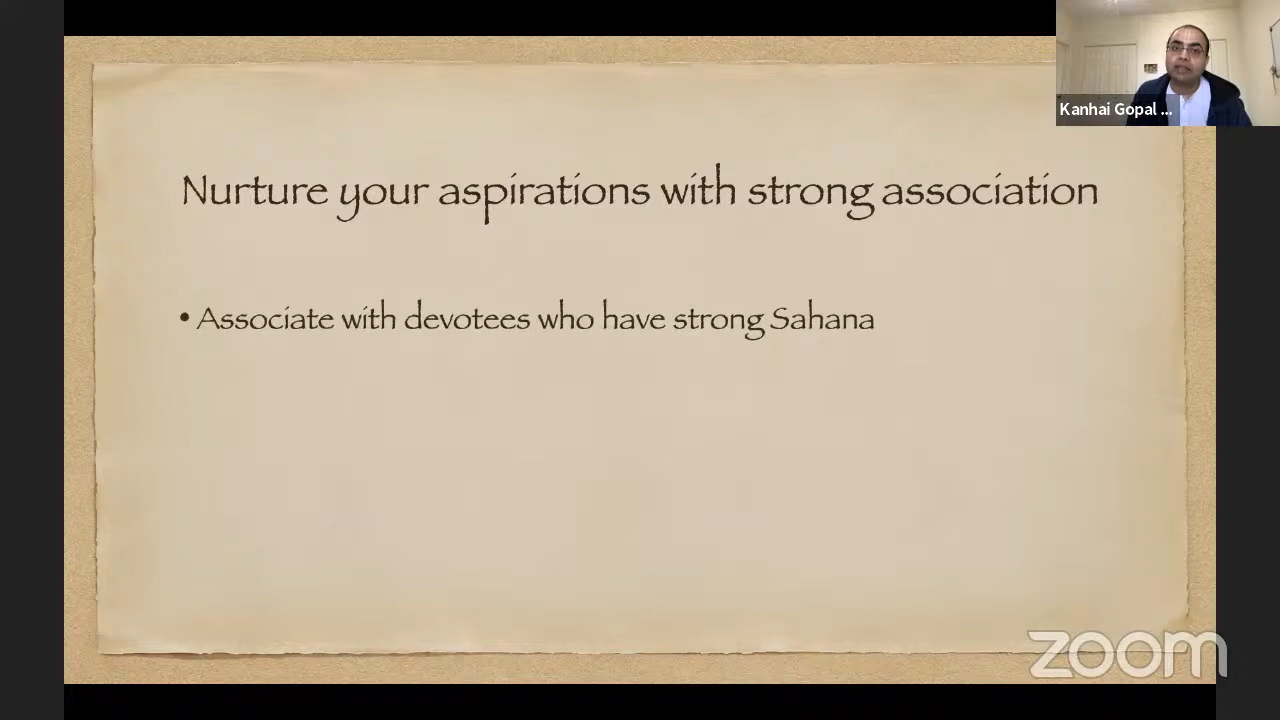 Kanhai Gopal ...
Nurture your aspirations with strong association
• Associate with devotees who have strong Sahana
zoom